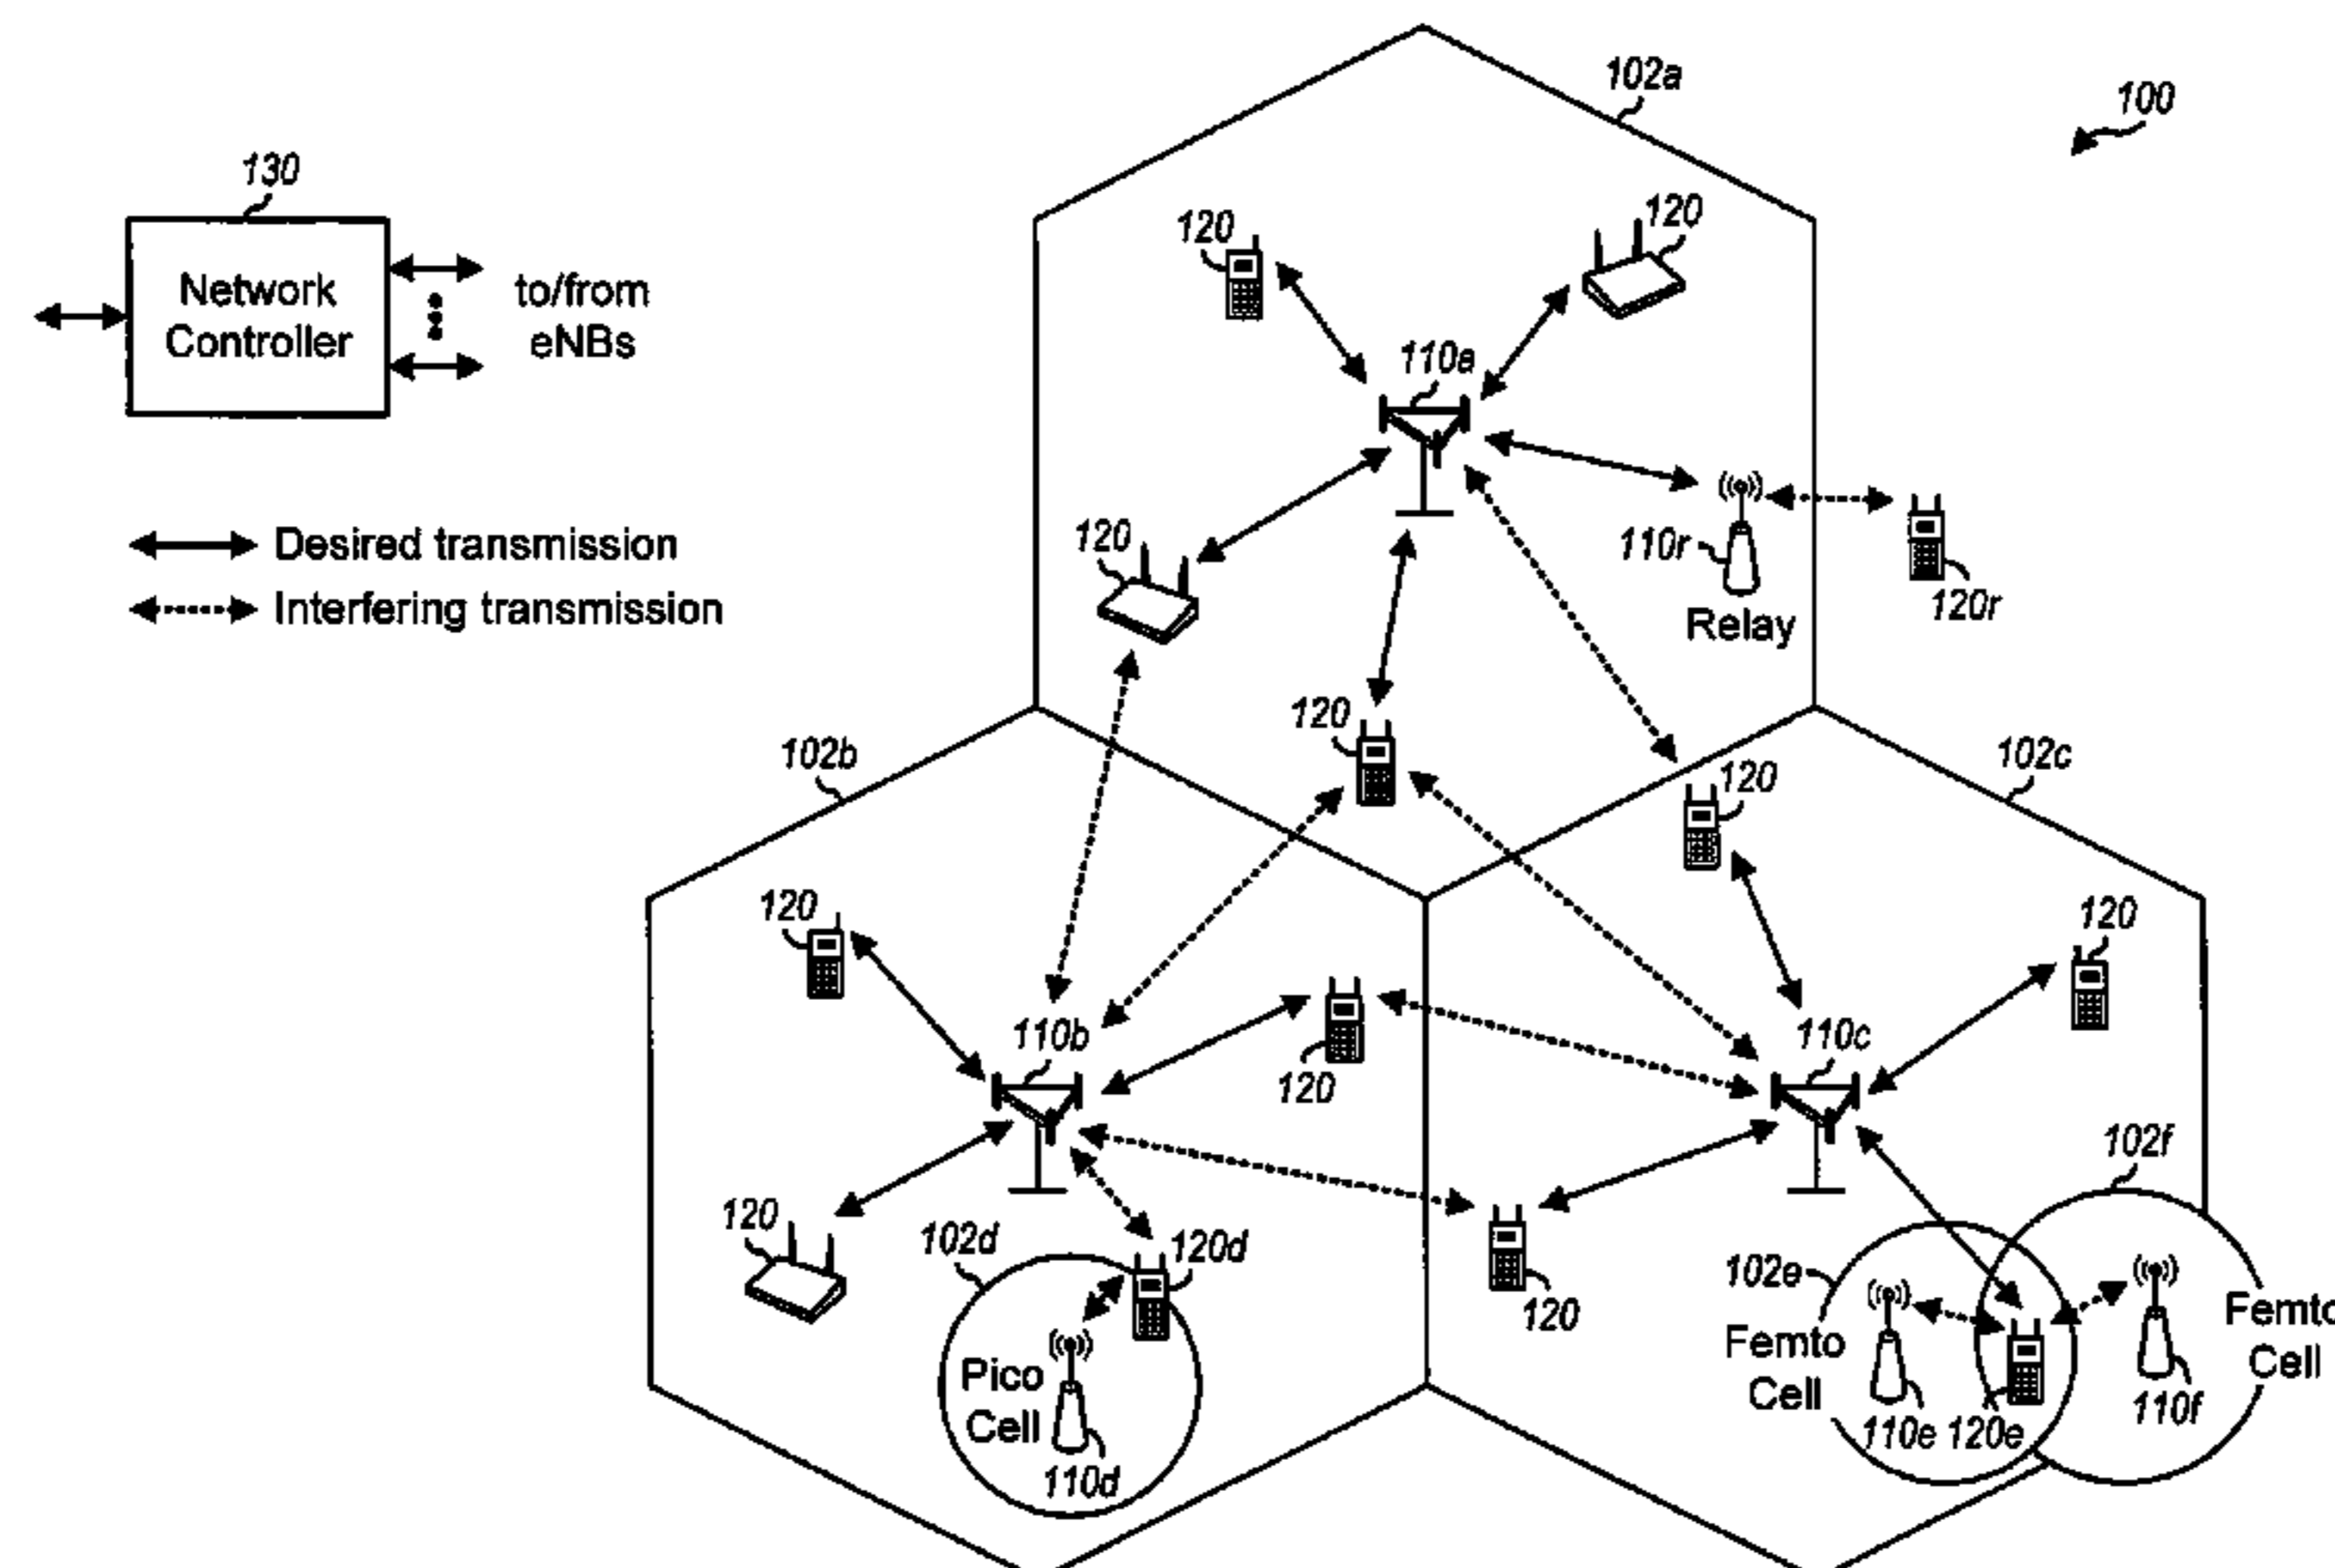 102a
100
130
Network
Controller
to/from
eNBs
120
120
110a
Desired transmission
Interfering transmission
120
110r
Relay
120r
120
102b
120
102c
120
120
110b
120
110c
102f
120
102d
120d
120
102e
Femto
Cell
Femto
Cell
Pico
Cell
110d
110e
120e
110f